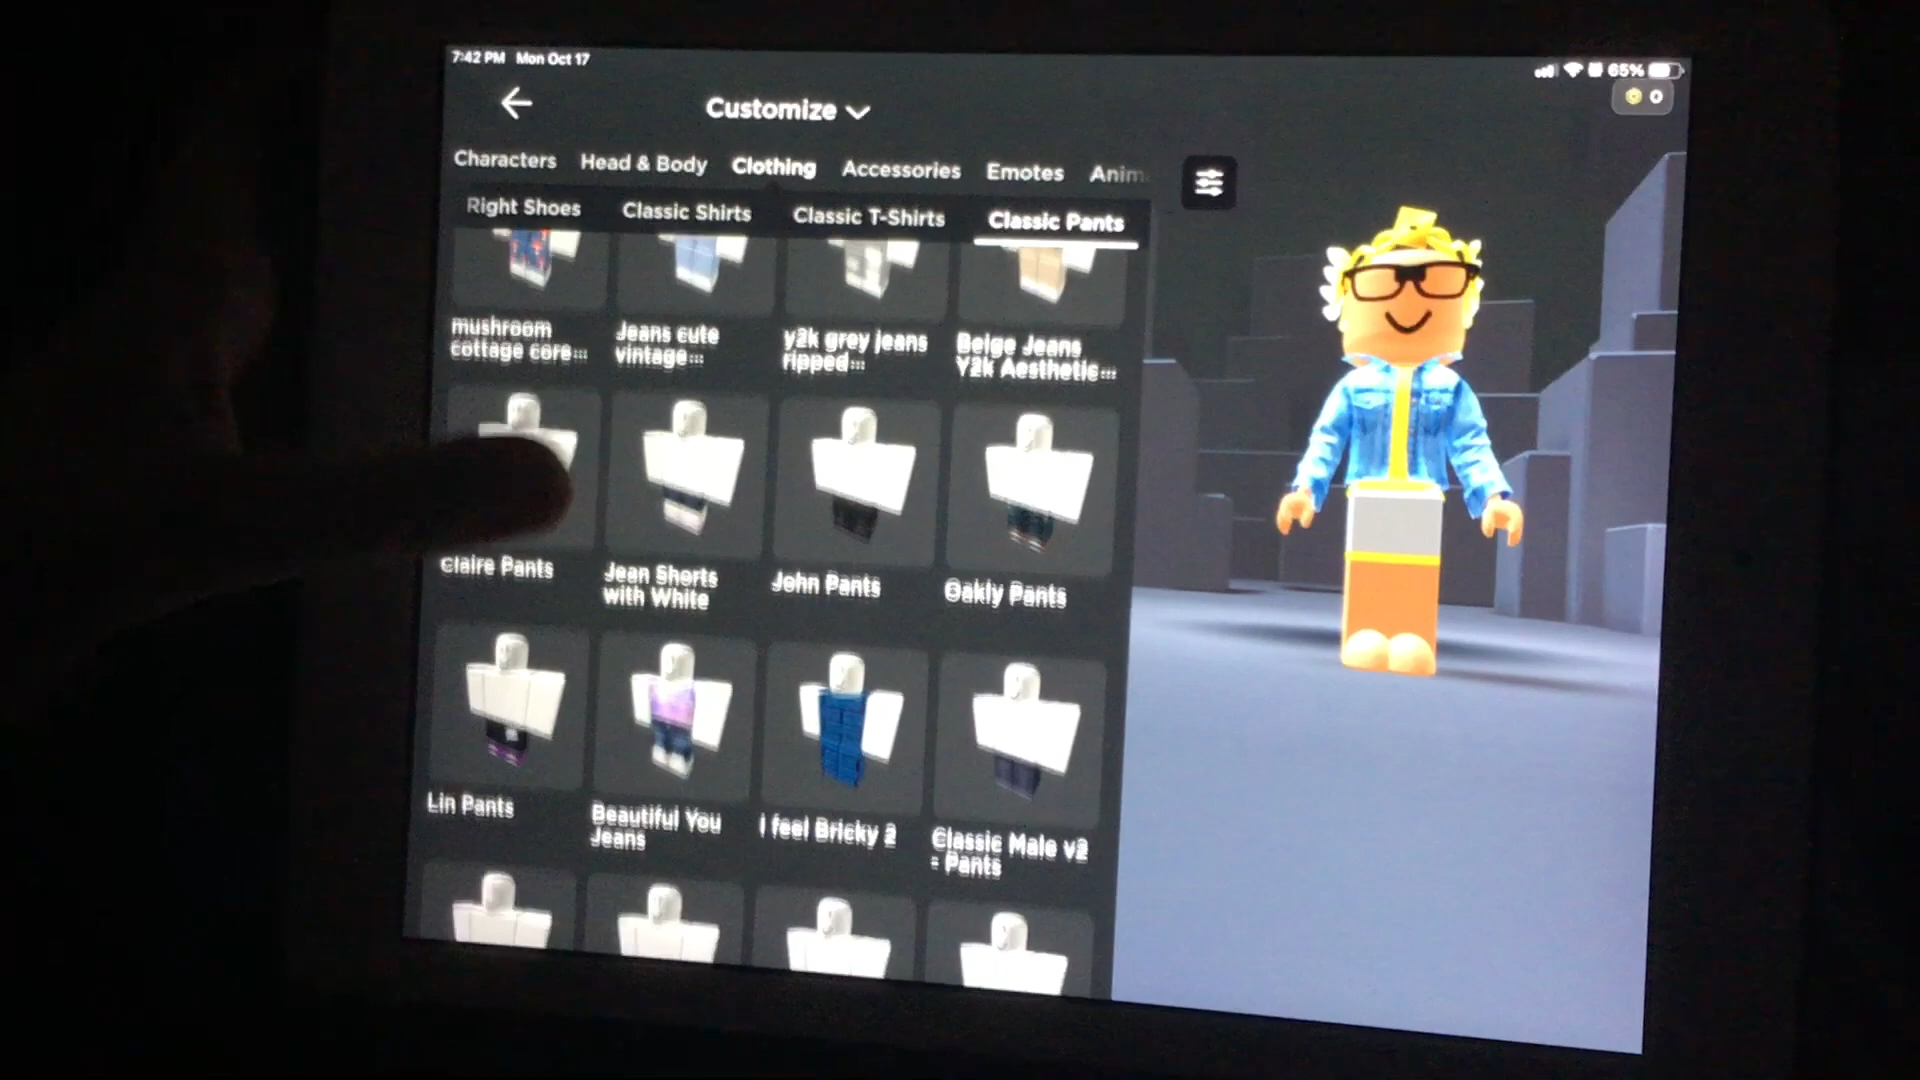 7:42 PM Mon Oct 17
65%
Customize
0
Characters Head & Body Clothing Accessories Emotes Anim
Right Shoes Classic Shirts Classic T-Shirts Classic Pants
mushroom
cottage core...
Jeans cute
vintage...
y2k grey jeans
ripped...
Beige Jeans
Y2k Aesthetic...
Claire Pants
Jean Shorts
with White
John Pants
Oakly Pants
Lin Pants
Beautiful You
Jeans
I feel Bricky 2
Classic Male v2
- Pants